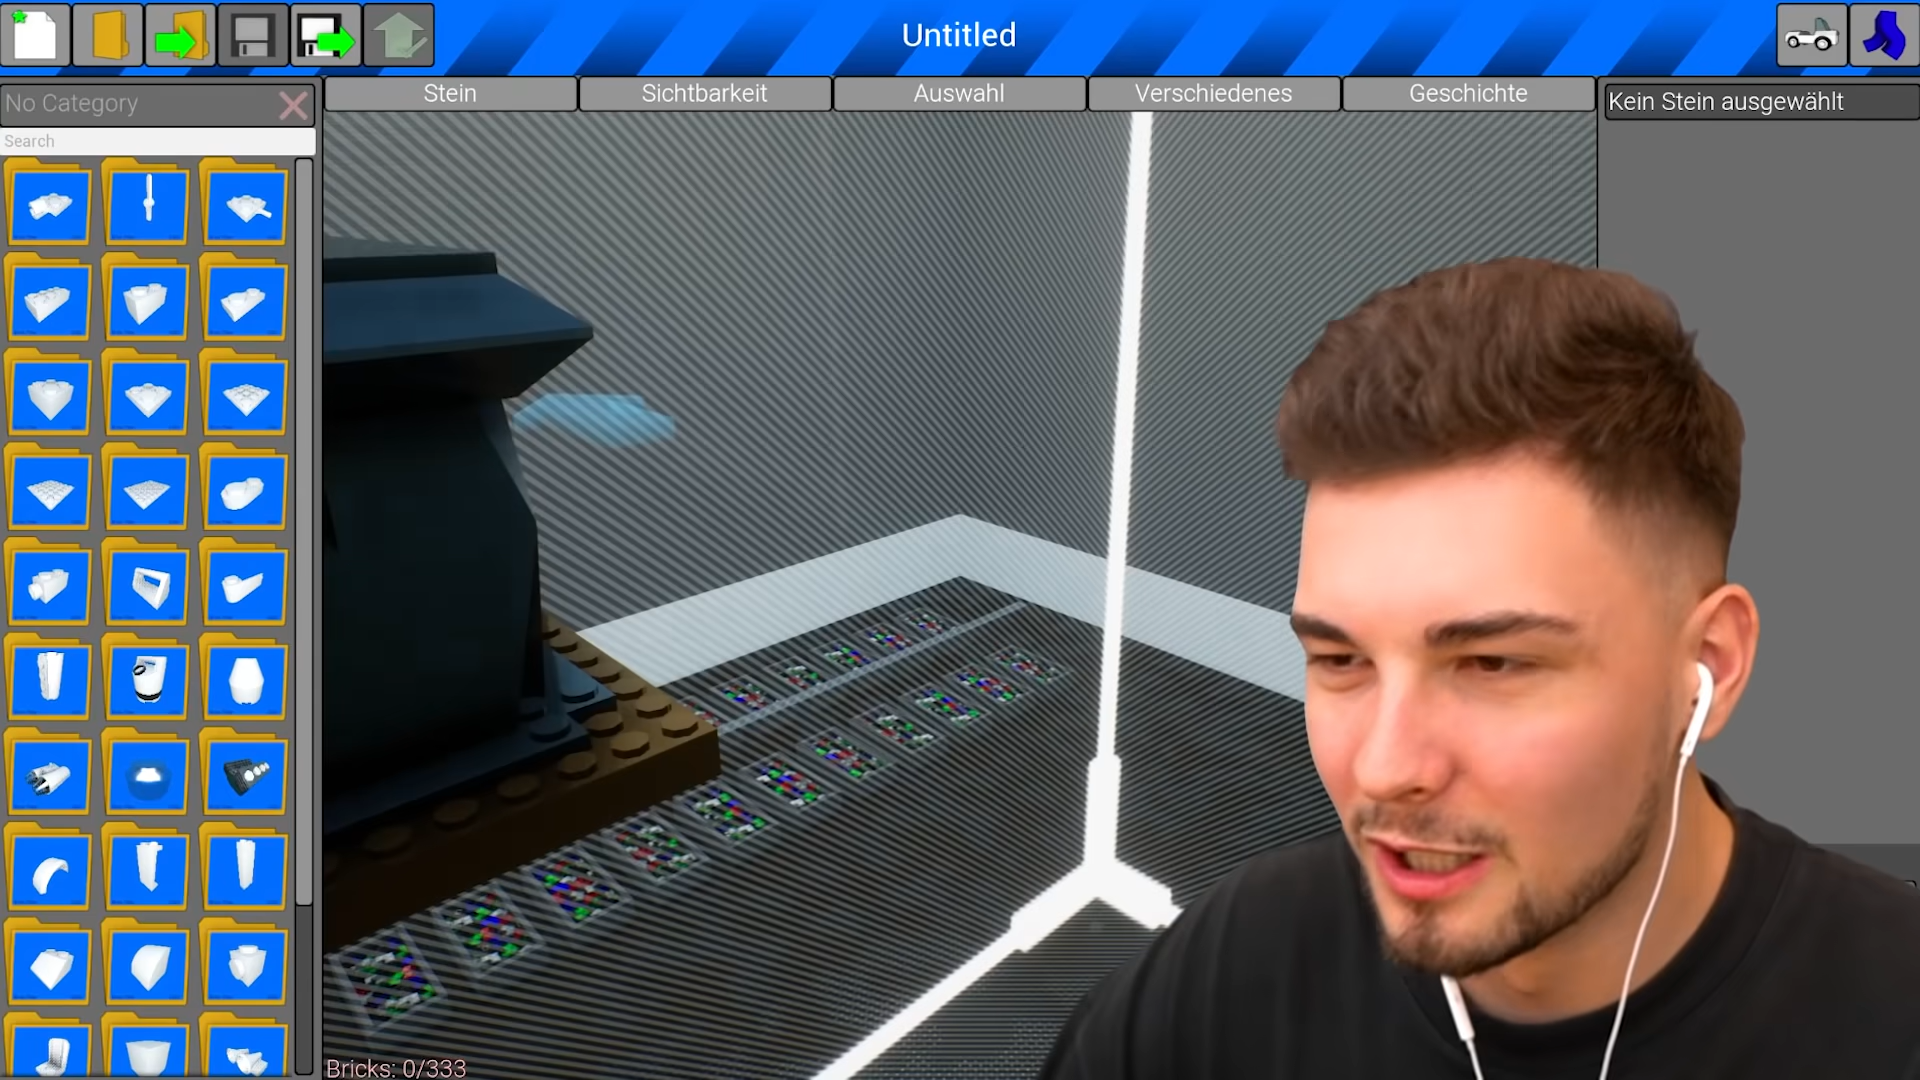 Untitled
No Category
Search
Stein
Sichtbarkeit
Auswahl
Verschiedenes
Geschichte
Kein Stein ausgewählt
Bricks: 0/333